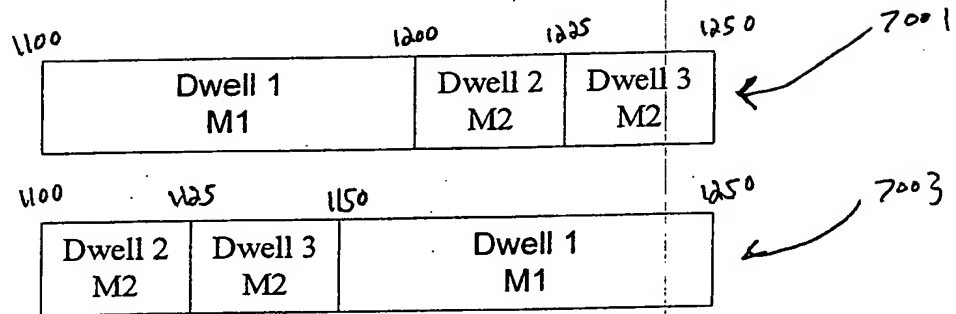 1100 1200 1225 1250 7001
Dwell 1 Dwell 2 Dwell 3
M1 M2 M2
1100 1125 1150 1250 7003
Dwell 2 Dwell 3 Dwell 1
M2 M2 M1